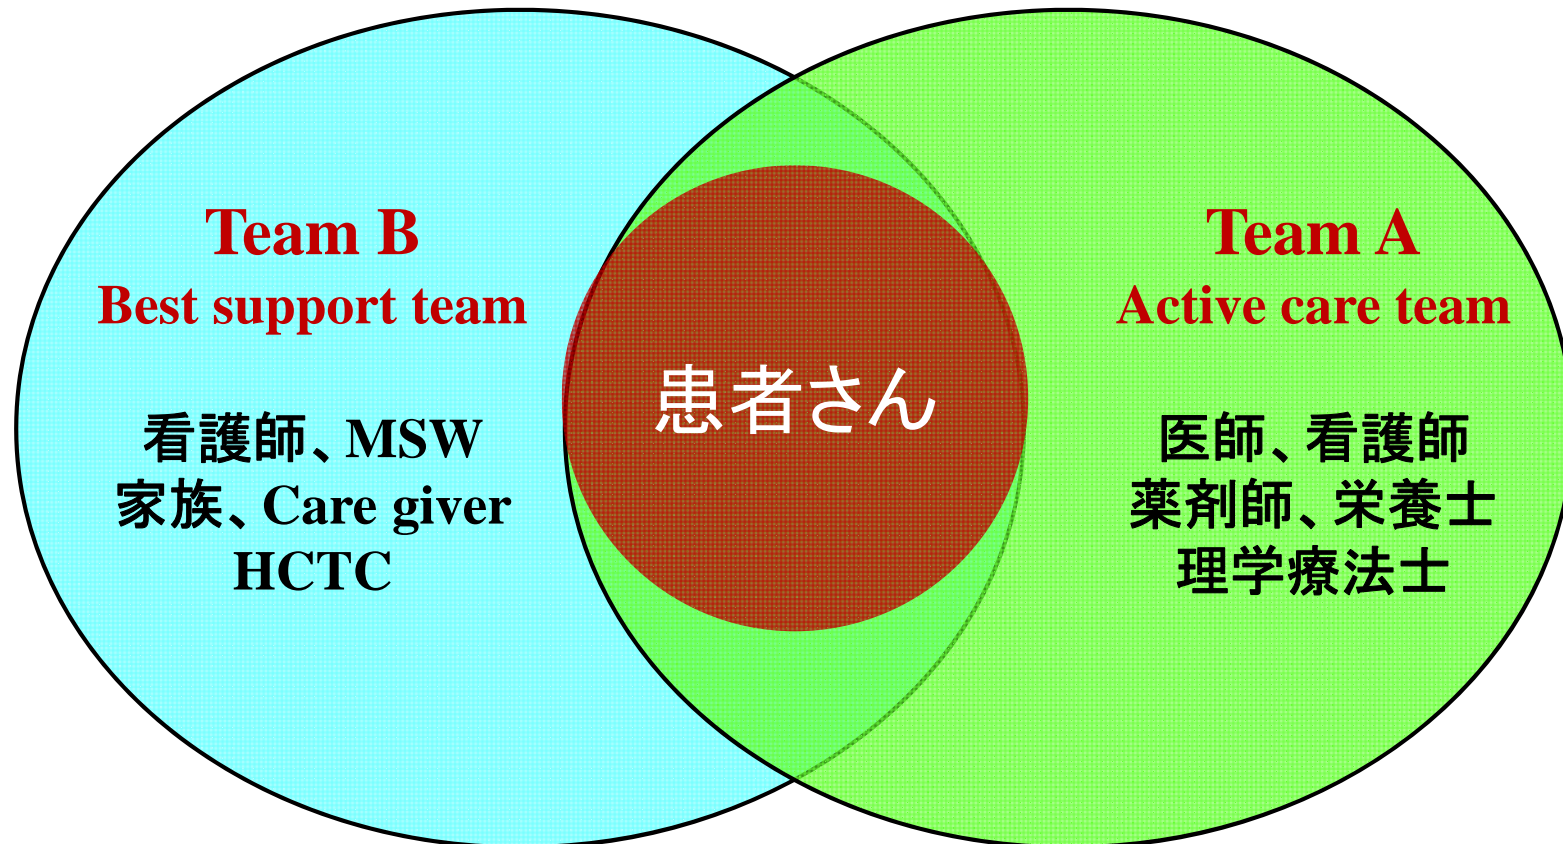 Team B
Best support team
看護師、MSW
家族、Care giver
HCTC
患者さん
Team A
Active care team
医師、看護師
薬剤師、栄養士
理学療法士